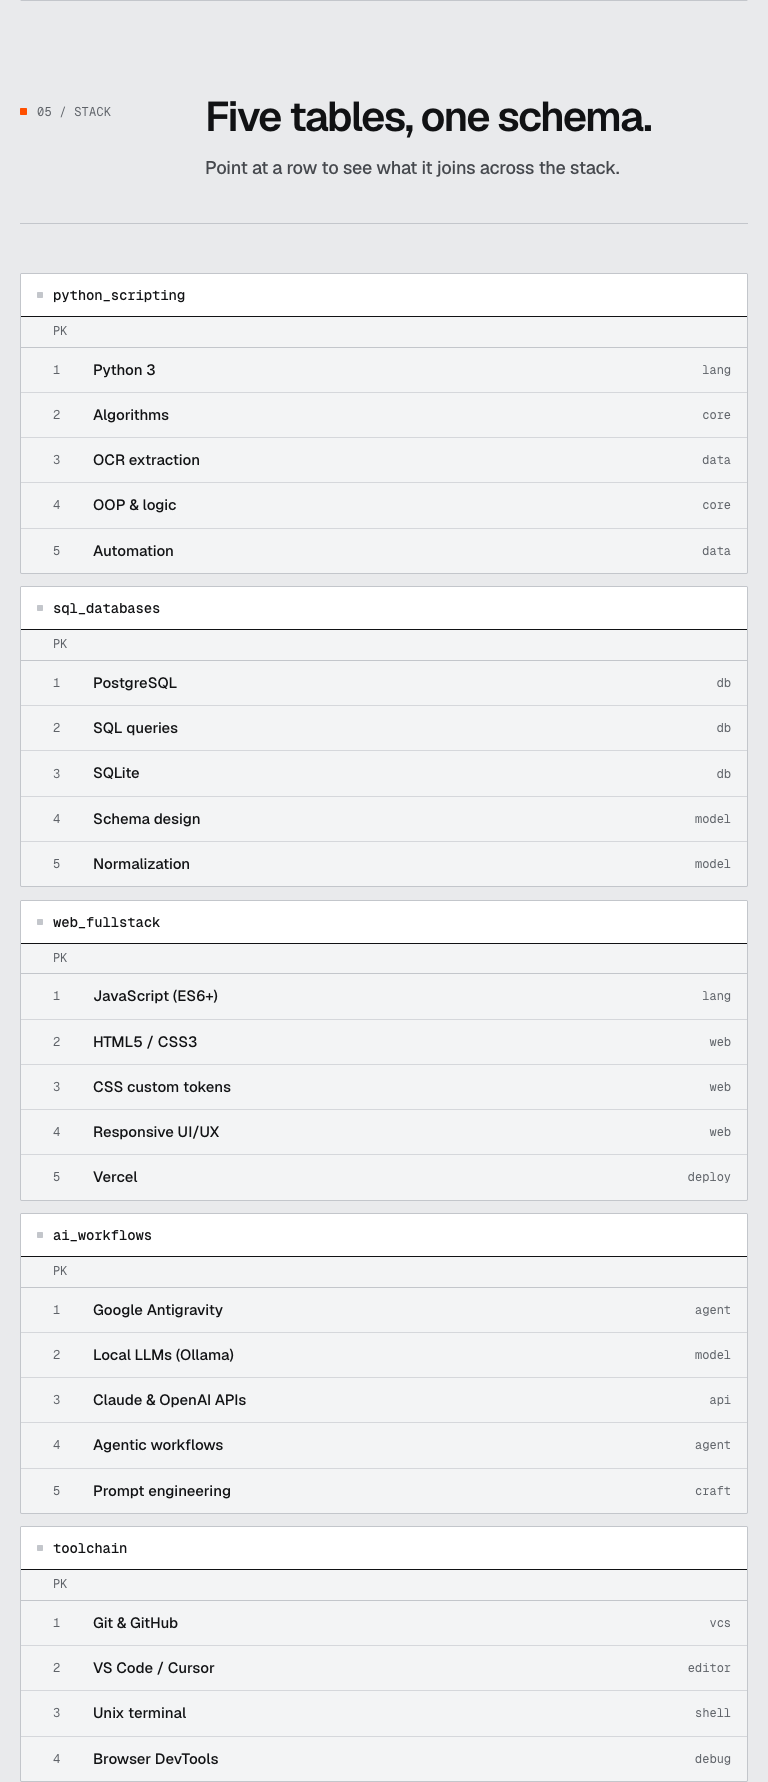 05 / STACK
Five tables, one schema.
Point at a row to see what it joins across the stack.
python_scripting
PK
1 Python 3 lang
2 Algorithms core
3 OCR extraction data
4 OOP & logic core
5 Automation data
sql_databases
PK
1 PostgreSQL db
2 SQL queries db
3 SQLite db
4 Schema design model
5 Normalization model
web_fullstack
PK
1 JavaScript (ES6+) lang
2 HTML5 / CSS3 web
3 CSS custom tokens web
4 Responsive UI/UX web
5 Vercel deploy
ai_workflows
PK
1 Google Antigravity agent
2 Local LLMs (Ollama) model
3 Claude & OpenAI APIs api
4 Agentic workflows agent
5 Prompt engineering craft
toolchain
PK
1 Git & GitHub vcs
2 VS Code / Cursor editor
3 Unix terminal shell
4 Browser DevTools debug